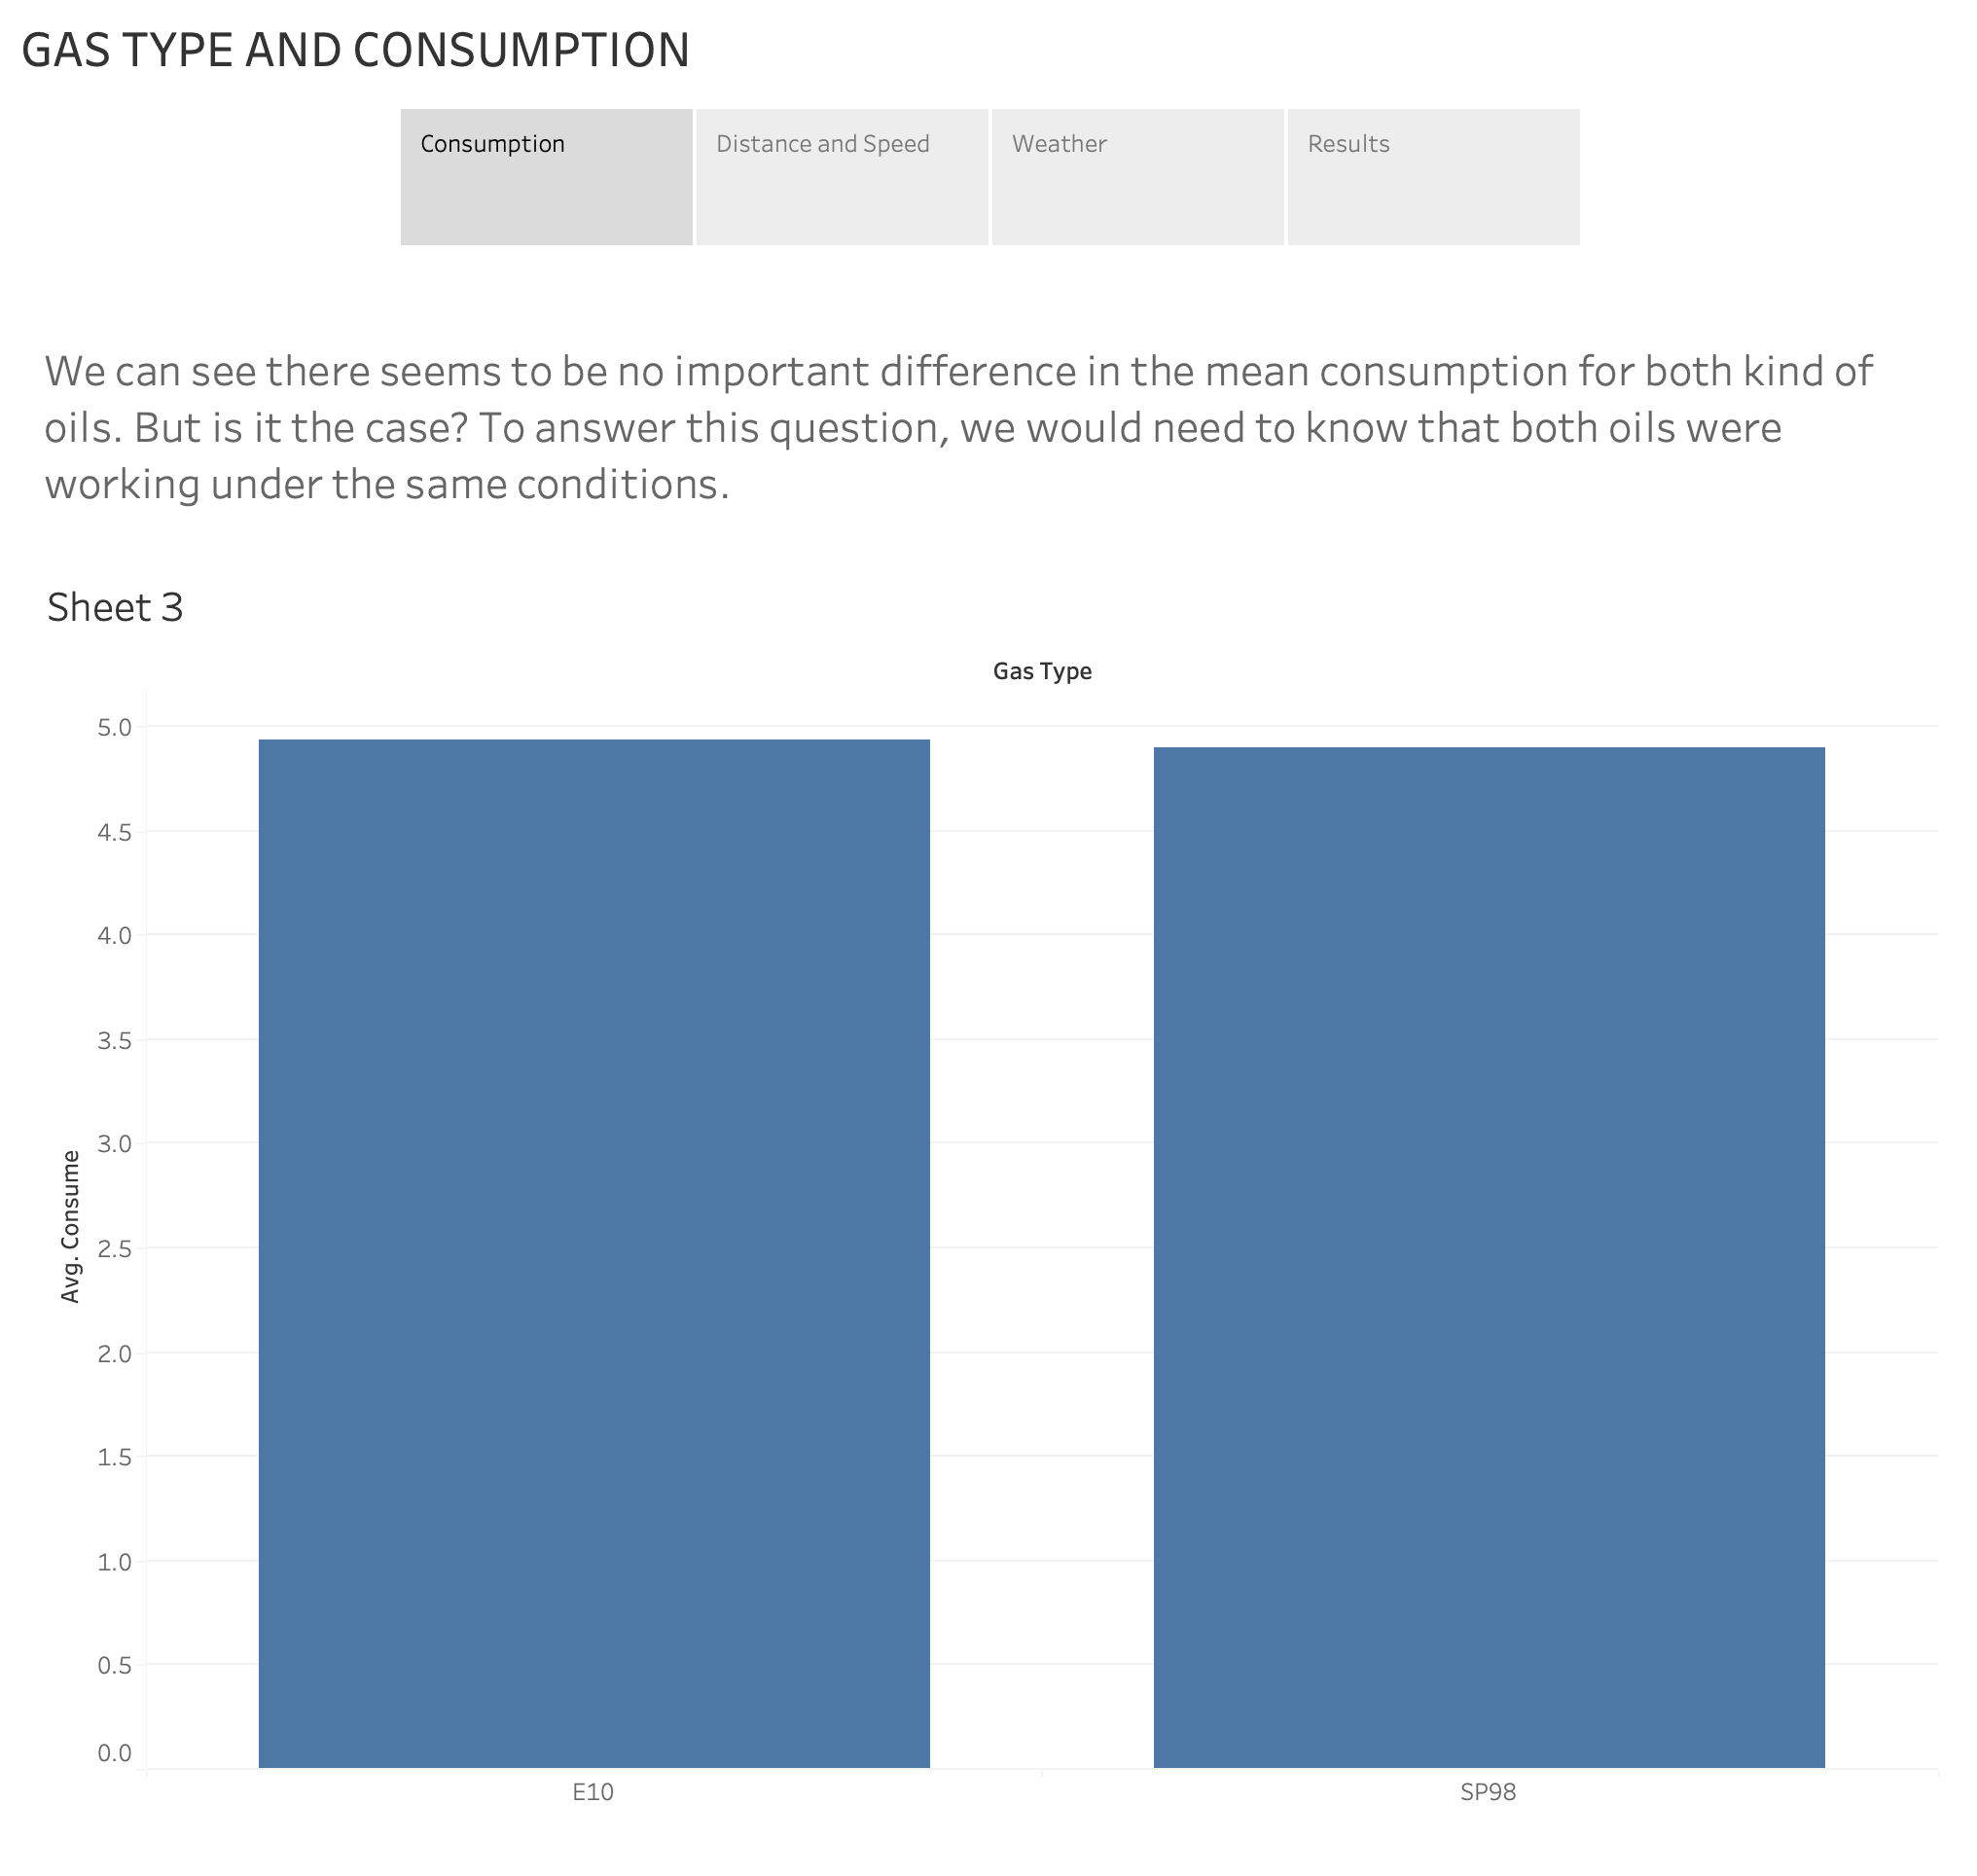 GAS TYPE AND CONSUMPTION
Consumption
Distance and Speed
Weather
Results
We can see there seems to be no important difference in the mean consumption for both kind of
oils. But is it the case? To answer this question, we would need to know that both oils were
working under the same conditions.
Sheet 3
Gas Type
Avg. Consume
5.0
4.5
4.0
3.5
3.0
2.5
2.0
1.5
1.0
0.5
0.0
E10
SP98